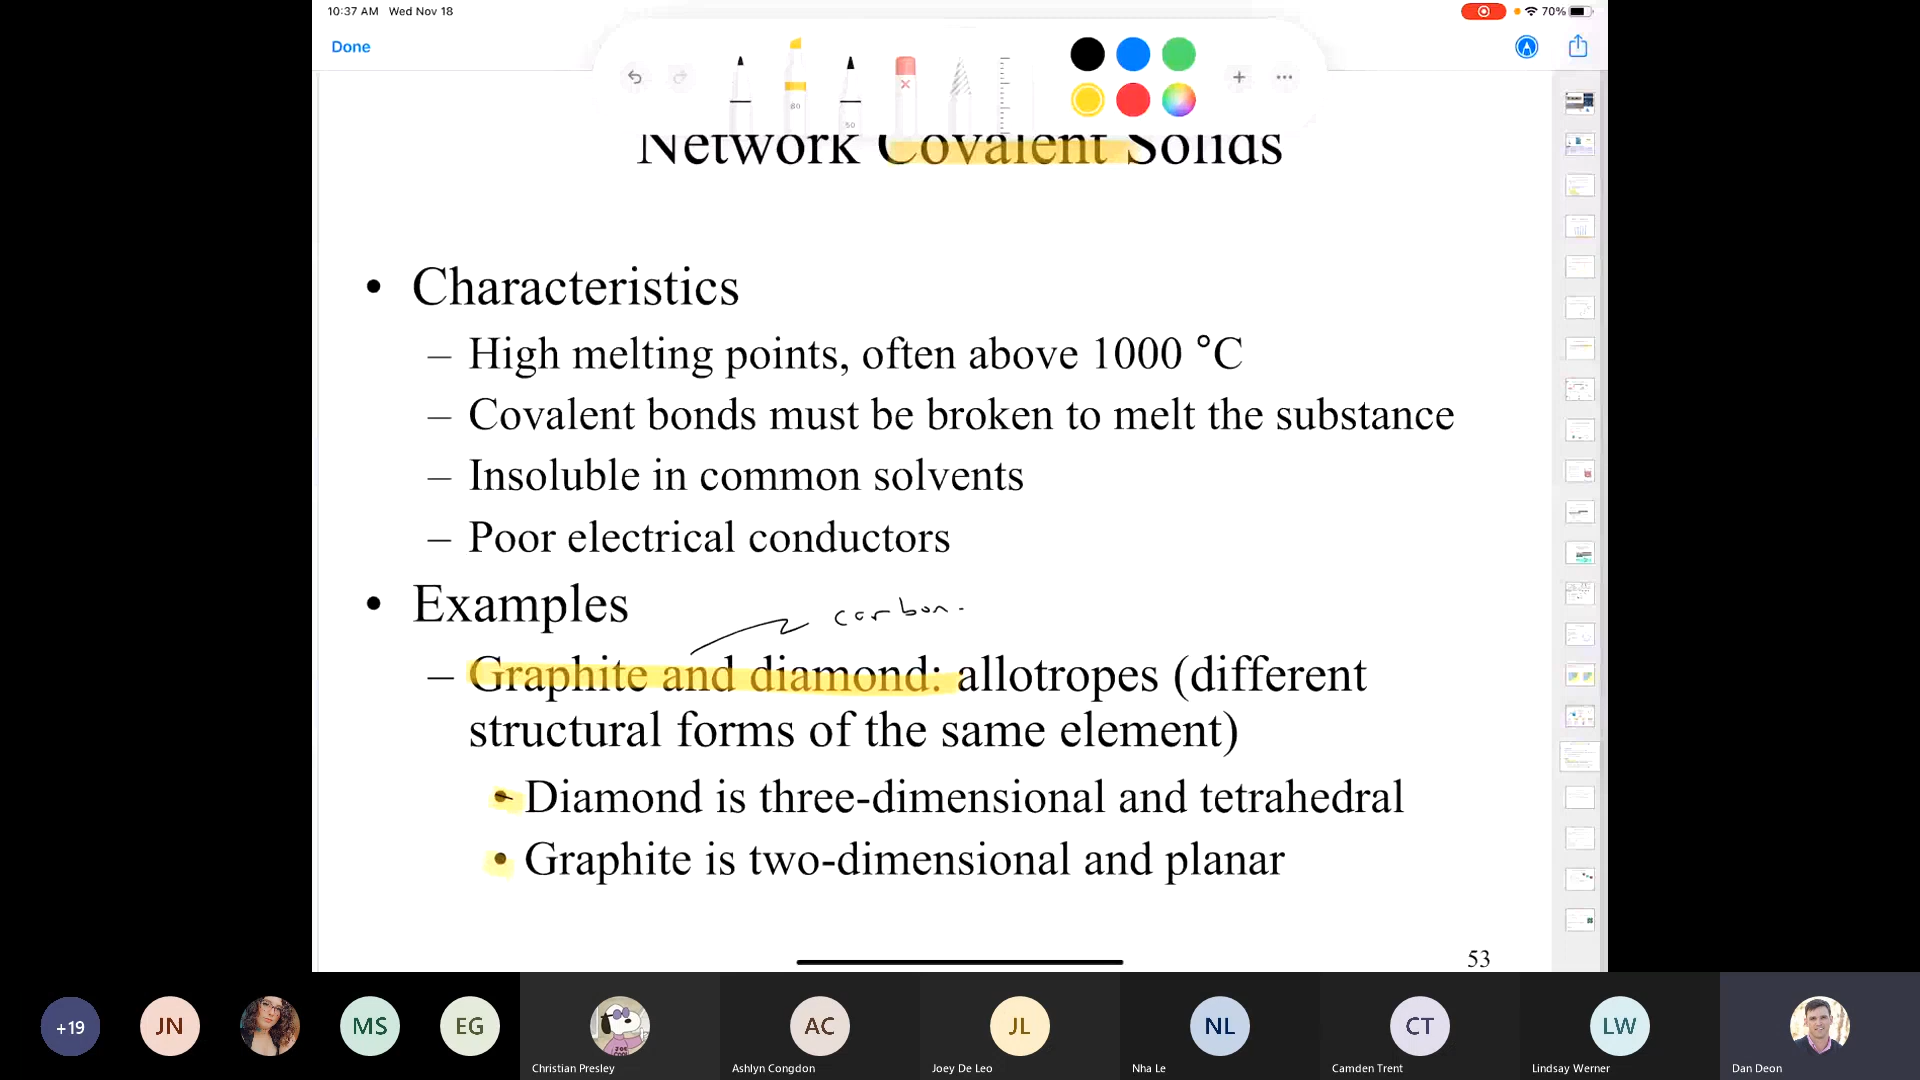 10:37 AM Wed Nov 18
70%
Done
80
50
Network Covalent Solids
• Characteristics
– High melting points, often above 1000 °C
– Covalent bonds must be broken to melt the substance
– Insoluble in common solvents
– Poor electrical conductors
• Examples
carbon.
– Graphite and diamond: allotropes (different
structural forms of the same element)
• Diamond is three-dimensional and tetrahedral
• Graphite is two-dimensional and planar
53
+19 JN MS EG AC JL NL CT LW
Christian Presley Ashlyn Congdon Joey De Leo Nha Le Camden Trent Lindsay Werner Dan Deon